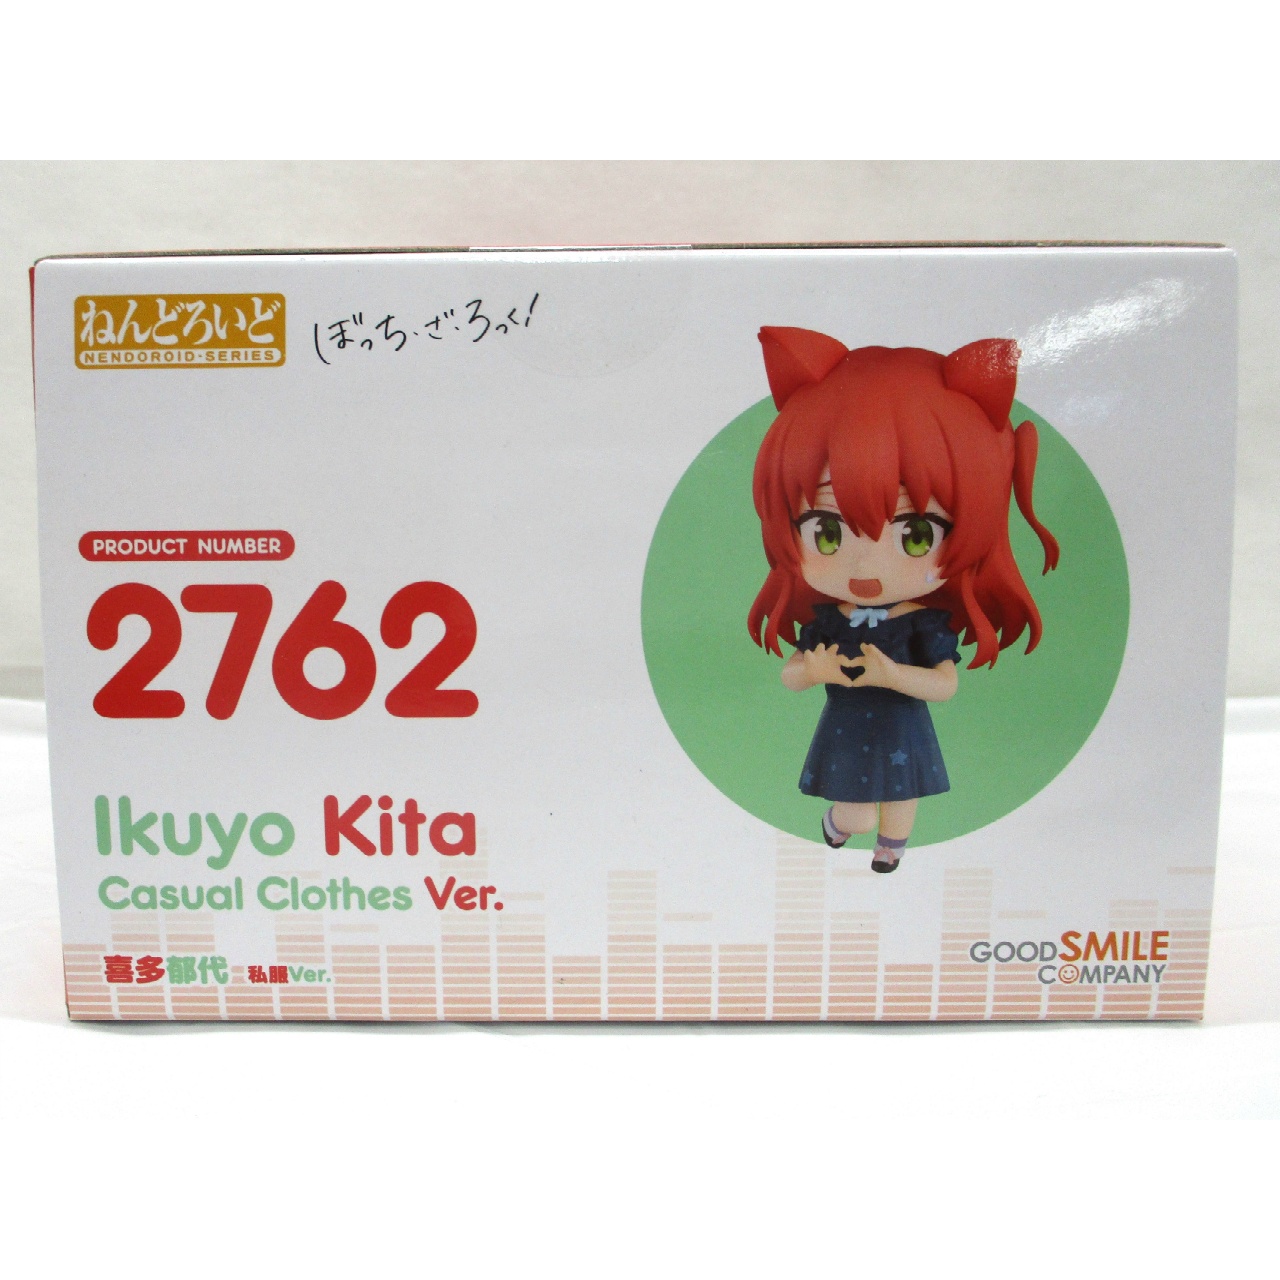 ねんどろいど
NENDOROID·SERIES
ぼっち・ざ・ろっく!
PRODUCT NUMBER
2762
Ikuyo Kita
Casual Clothes Ver.
喜多郁代 私服Ver.
GOOD SMILE
COMPANY